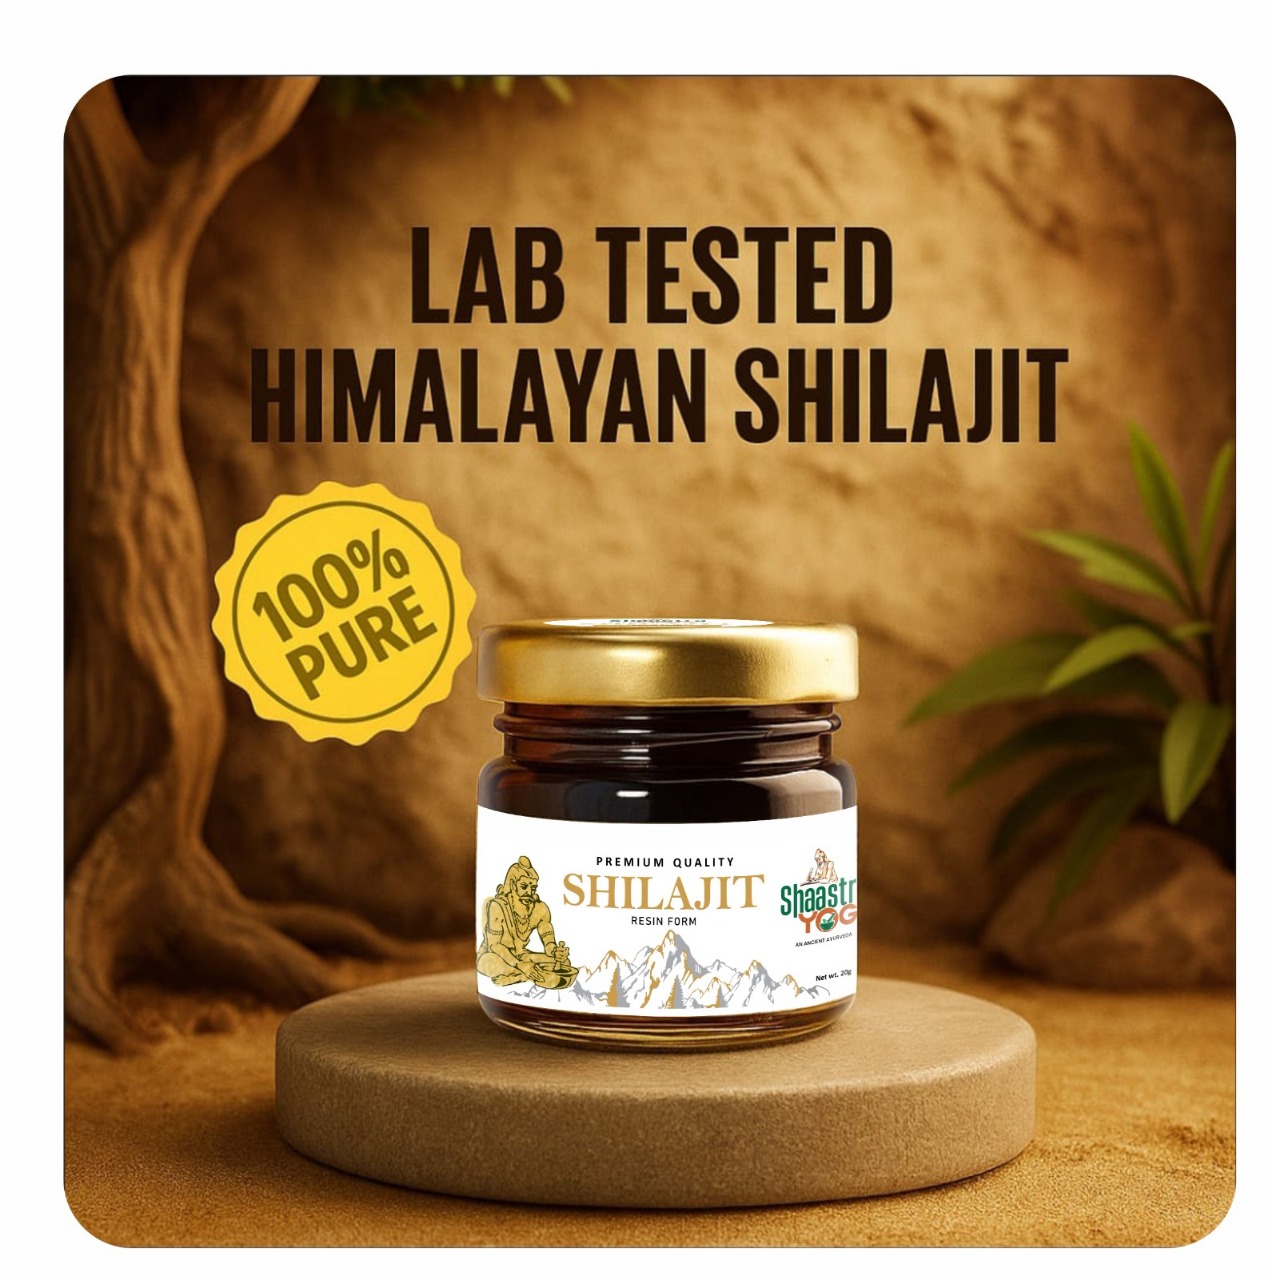 LAB TESTED
HIMALAYAN SHILAJIT
100%
PURE
PREMIUM QUALITY
SHILAJIT
RESIN FORM
Shaastr
YOG
AN ANCIENT AYURVEDA
Net wt. 20g